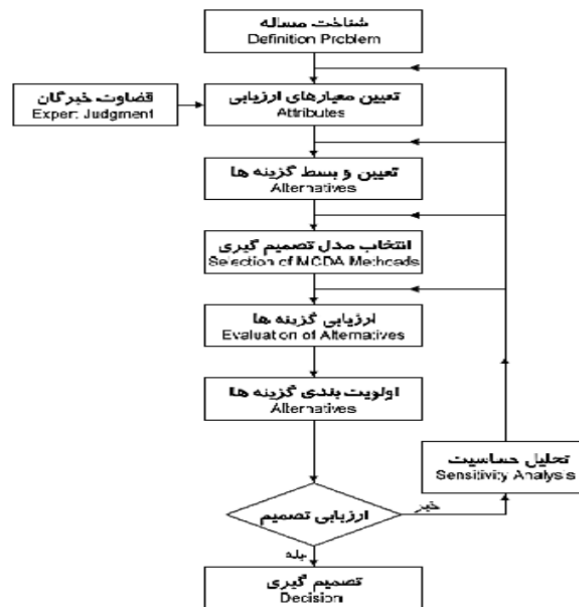 شناخت مساله
Definition Problem
قضاوت خبرگان
Expert Judgment
تعیین معیارهای ارزیابی
Attributes
تعیین و بسط گزینه ها
Alternatives
انتخاب مدل تصمیم گیری
Selection of MCDA Methoads
ارزیابی گزینه ها
Evaluation of Alternatives
اولویت بندی گزینه ها
Alternatives
تحلیل حساسیت
Sensitivity Analysis
ارزیابی تصمیم
خیر
بله
تصمیم گیری
Decision